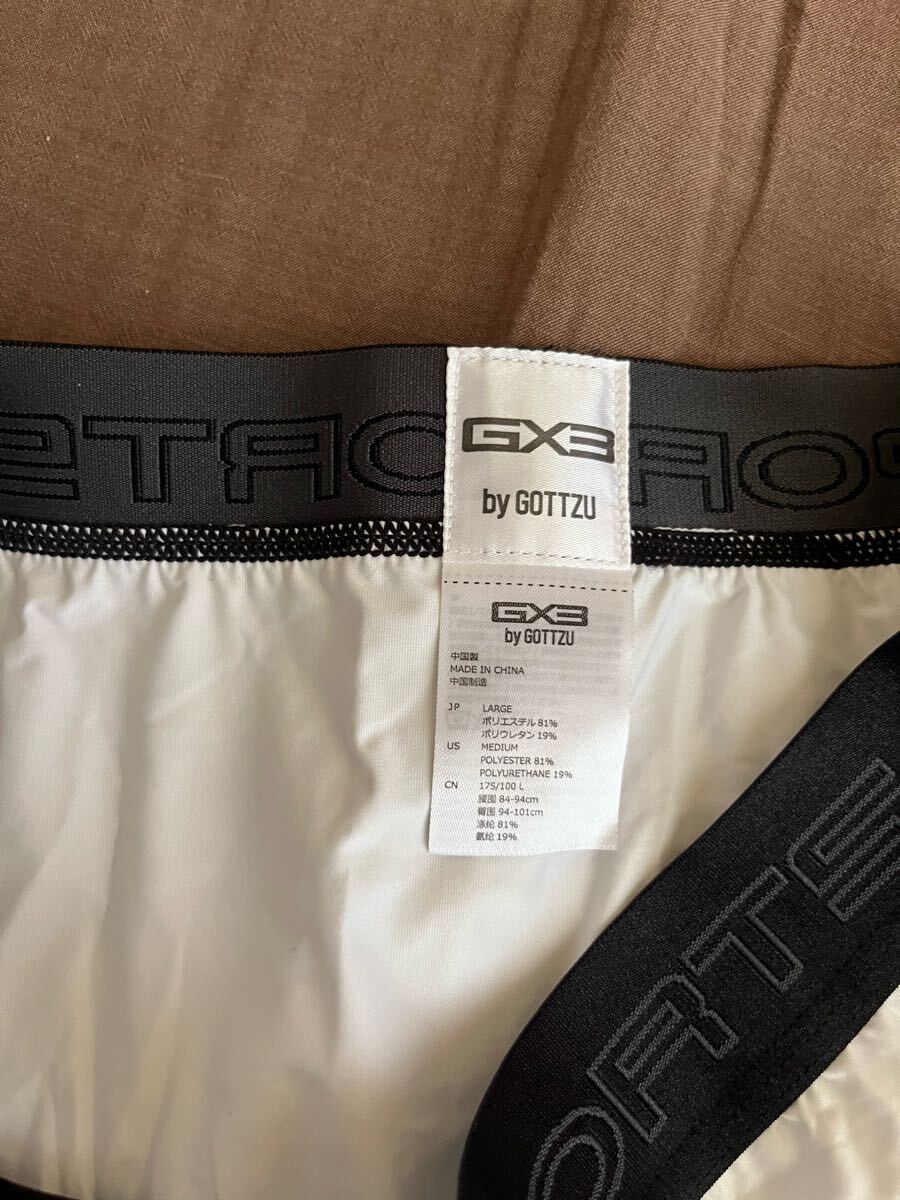 GX3
by GOTTZU
GX3
by GOTTZU
中国製
MADE IN CHINA
中国制造
JP LARGE
ポリエステル 81%
ポリウレタン 19%
US MEDIUM
POLYESTER 81%
POLYURETHANE 19%
CN 175/100 L
腰围 84-94cm
臀围 94-101cm
涤纶 81%
氨纶 19%
ORTS